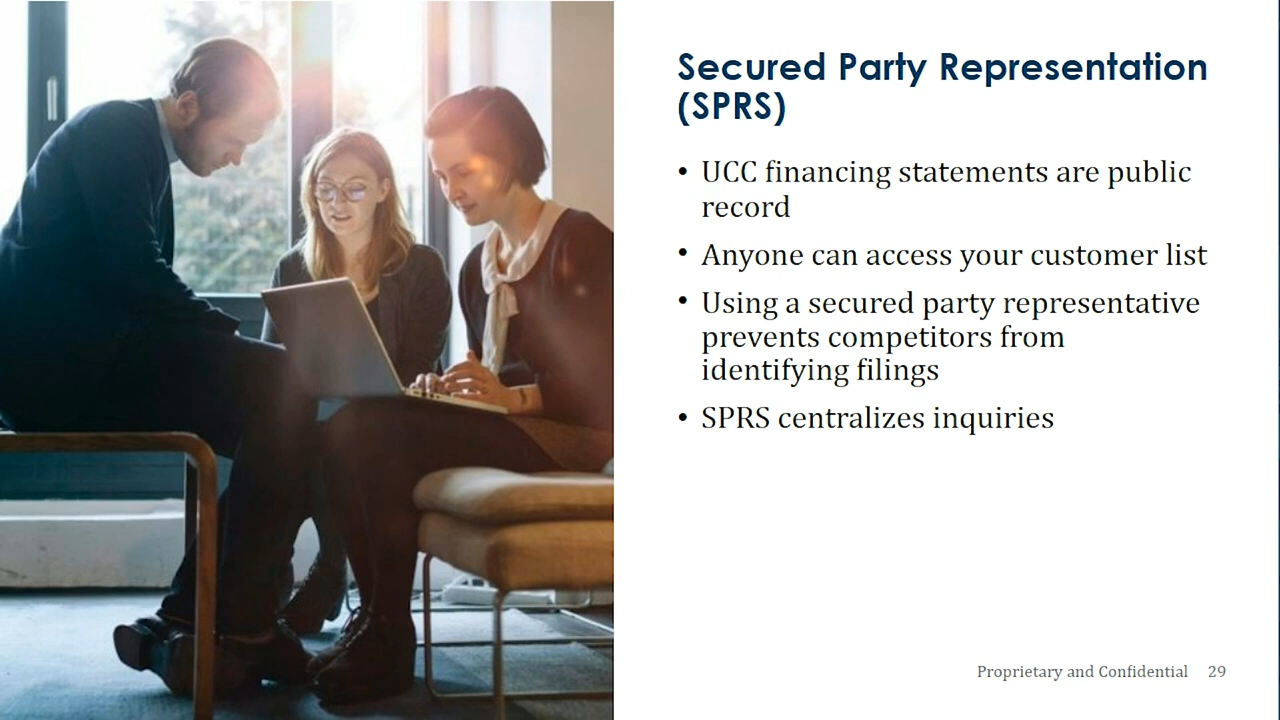 Secured Party Representation
(SPRS)
• UCC financing statements are public
record
• Anyone can access your customer list
• Using a secured party representative
prevents competitors from
identifying filings
• SPRS centralizes inquiries
Proprietary and Confidential 29